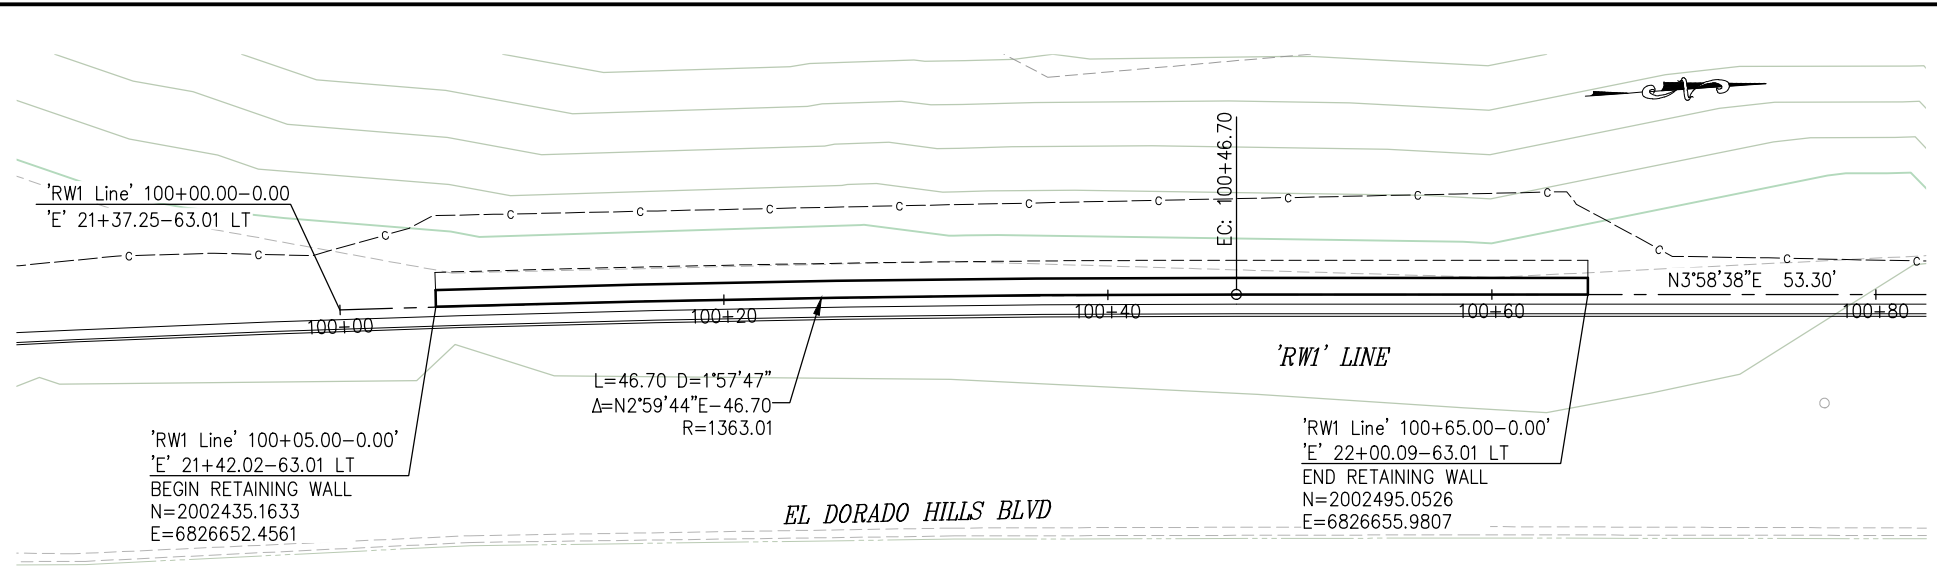 'RW1 Line' 100+00.00-0.00
'E' 21+37.25-63.01 LT
EC: 100+46.70
N3°58'38"E 53.30'
100+00
100+20
100+40
100+60
100+80
'RW1' LINE
L=46.70 D=1°57'47"
Δ=N2°59'44"E-46.70
R=1363.01
'RW1 Line' 100+05.00-0.00'
'E' 21+42.02-63.01 LT
BEGIN RETAINING WALL
N=2002435.1633
E=6826652.4561
'RW1 Line' 100+65.00-0.00'
'E' 22+00.09-63.01 LT
END RETAINING WALL
N=2002495.0526
E=6826655.9807
EL DORADO HILLS BLVD
C C C C C C C C C C C C C C C